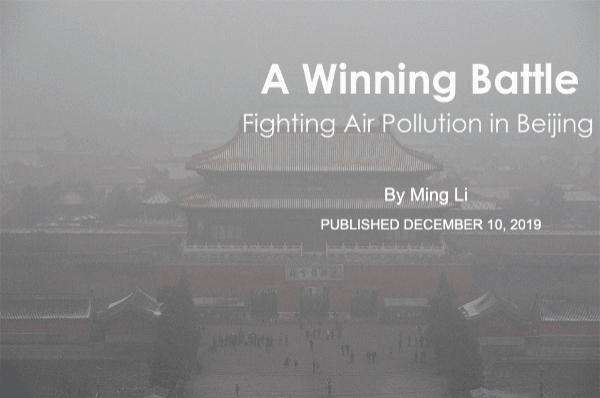 A Winning Battle
Fighting Air Pollution in Beijing
By Ming Li
PUBLISHED DECEMBER 10, 2019